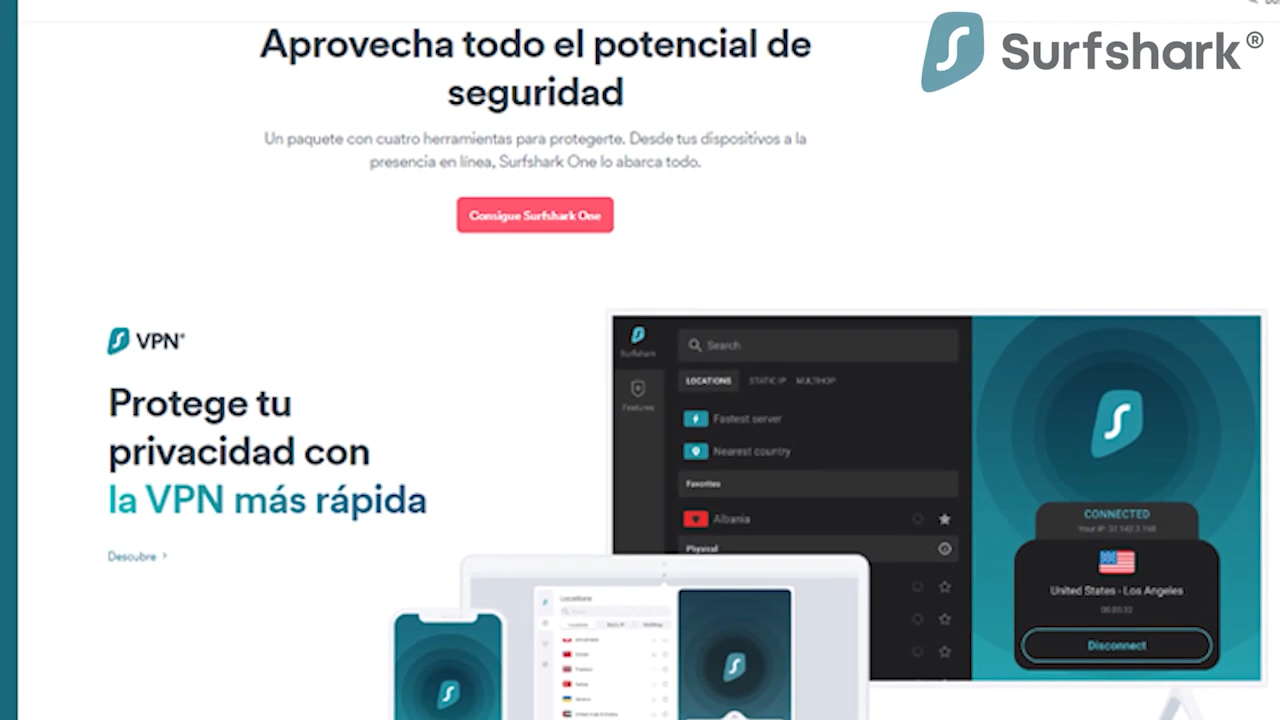 Surfshark®
Aprovecha todo el potencial de
seguridad
Un paquete con cuatro herramientas para protegerte. Desde tus dispositivos a la
presencia en línea, Surfshark One lo abarca todo.
Consigue Surfshark One
VPN®
Protege tu
privacidad con
la VPN más rápida
Descubre
Surfshark
Features
Search
LOCATIONS STATIC IP MULTIHOP
Fastest server
Nearest country
Favorites
Albania
Physical
CONNECTED
Your IP:
United States - Los Angeles
Disconnect
Locations